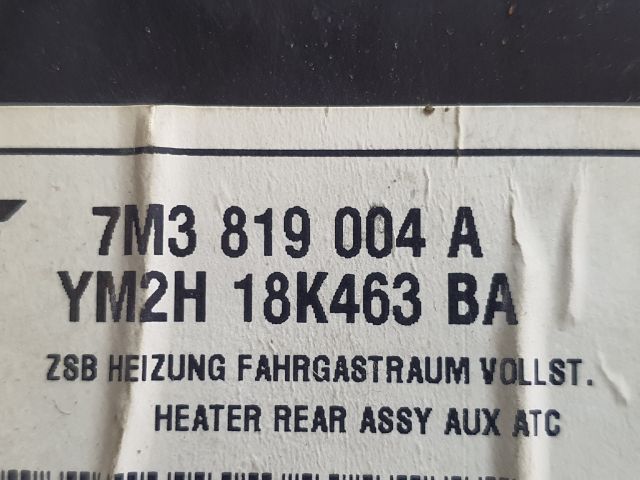 7M3 819 004 A
YM2H 18K463 BA
ZSB HEIZUNG FAHRGASTRAUM VOLLST.
HEATER REAR ASSY AUX ATC